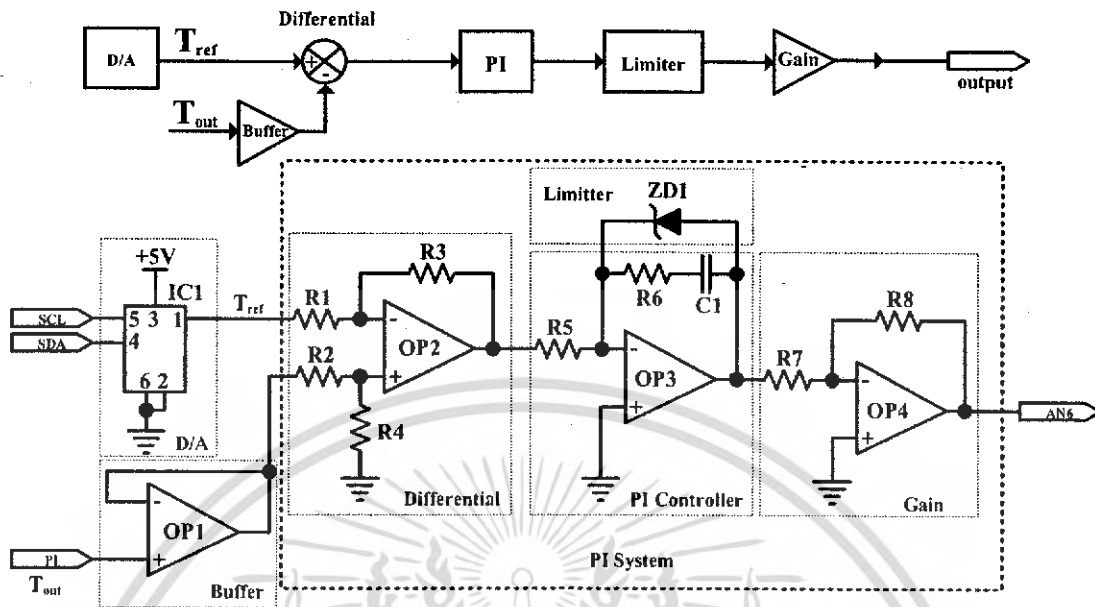 Differential
D/A
Tref
PI
Limiter
Gain
output
Tout
Buffer
Limitter
ZD1
+5V
IC1
R3
R6
C1
R8
SCL
SDA
5
3
1
4
6
2
Tref
R1
R2
OP2
R5
OP3
R7
OP4
AN6
R4
D/A
Differential
PI Controller
Gain
OP1
PI
Tout
Buffer
PI System